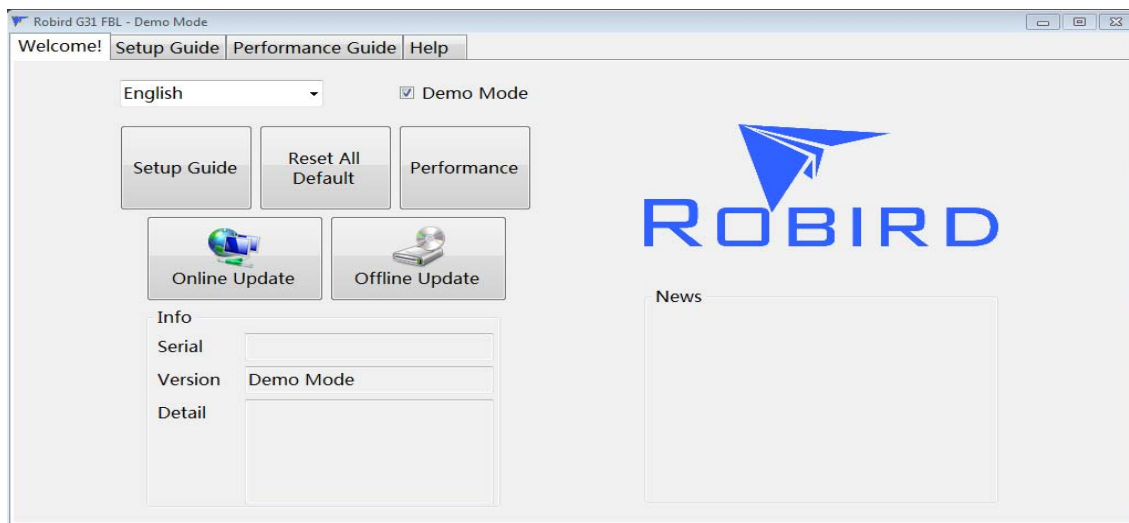 Robird G31 FBL - Demo Mode
Welcome! Setup Guide Performance Guide Help
English Demo Mode
Setup Guide
Reset All
Default
Performance
Online Update
Offline Update
Info
Serial
Version Demo Mode
Detail
ROBIRD
News